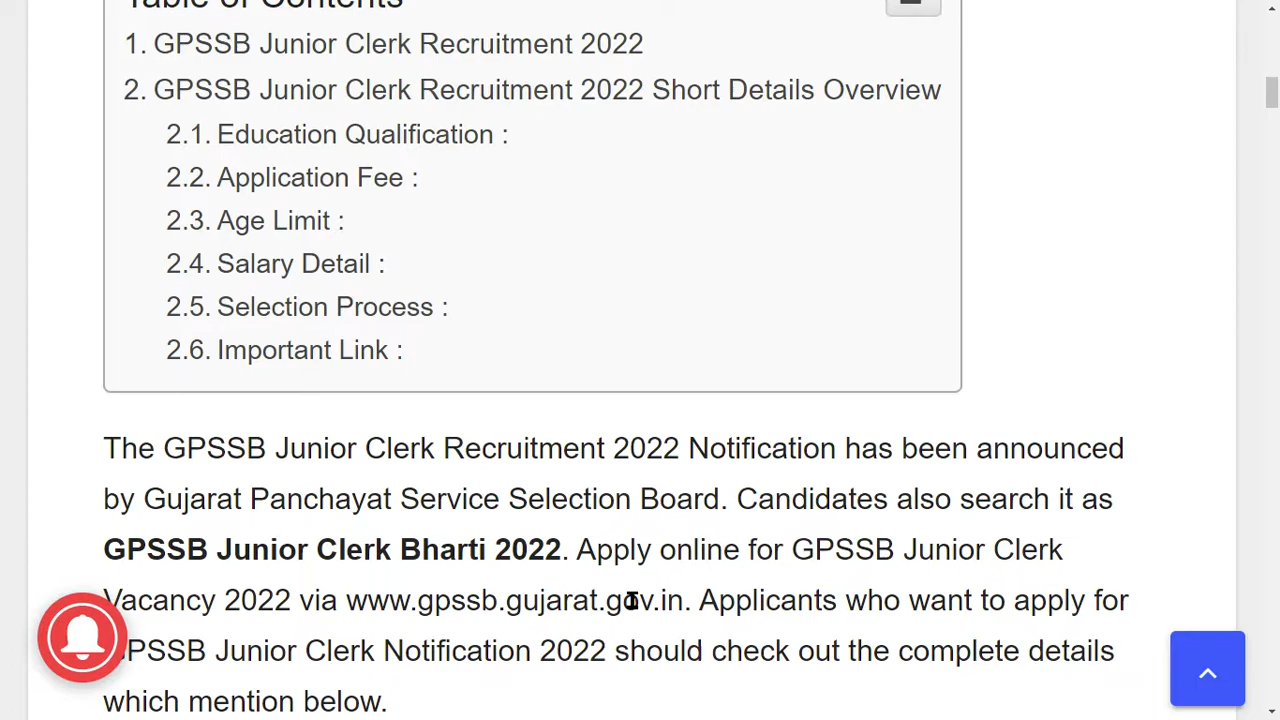 Table of Contents
1. GPSSB Junior Clerk Recruitment 2022
2. GPSSB Junior Clerk Recruitment 2022 Short Details Overview
2.1. Education Qualification :
2.2. Application Fee :
2.3. Age Limit :
2.4. Salary Detail :
2.5. Selection Process :
2.6. Important Link :
The GPSSB Junior Clerk Recruitment 2022 Notification has been announced
by Gujarat Panchayat Service Selection Board. Candidates also search it as
GPSSB Junior Clerk Bharti 2022. Apply online for GPSSB Junior Clerk
Vacancy 2022 via www.gpssb.gujarat.gov.in. Applicants who want to apply for
GPSSB Junior Clerk Notification 2022 should check out the complete details
which mention below.